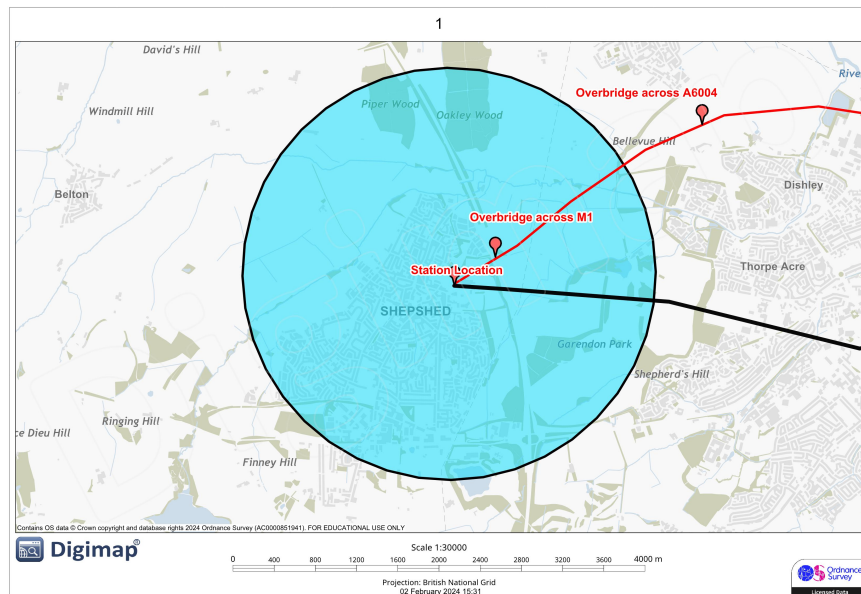 1
David's Hill
River
Overbridge across A6004
Windmill Hill
Piper Wood
Oakley Wood
Bellevue Hill
Belton
Dishley
Overbridge across M1
Station Location
Thorpe Acre
SHEPSHED
Garendon Park
Shepherd's Hill
Ringing Hill
ce Dieu Hill
Finney Hill
Contains OS data © Crown copyright and database rights 2024 Ordnance Survey (AC0000851941). FOR EDUCATIONAL USE ONLY
Digimap®
Scale 1:30000
0 400 800 1200 1600 2000 2400 2800 3200 3600 4000 m
Projection: British National Grid
02 February 2024 15:31
Ordnance
Survey
Licensed Data